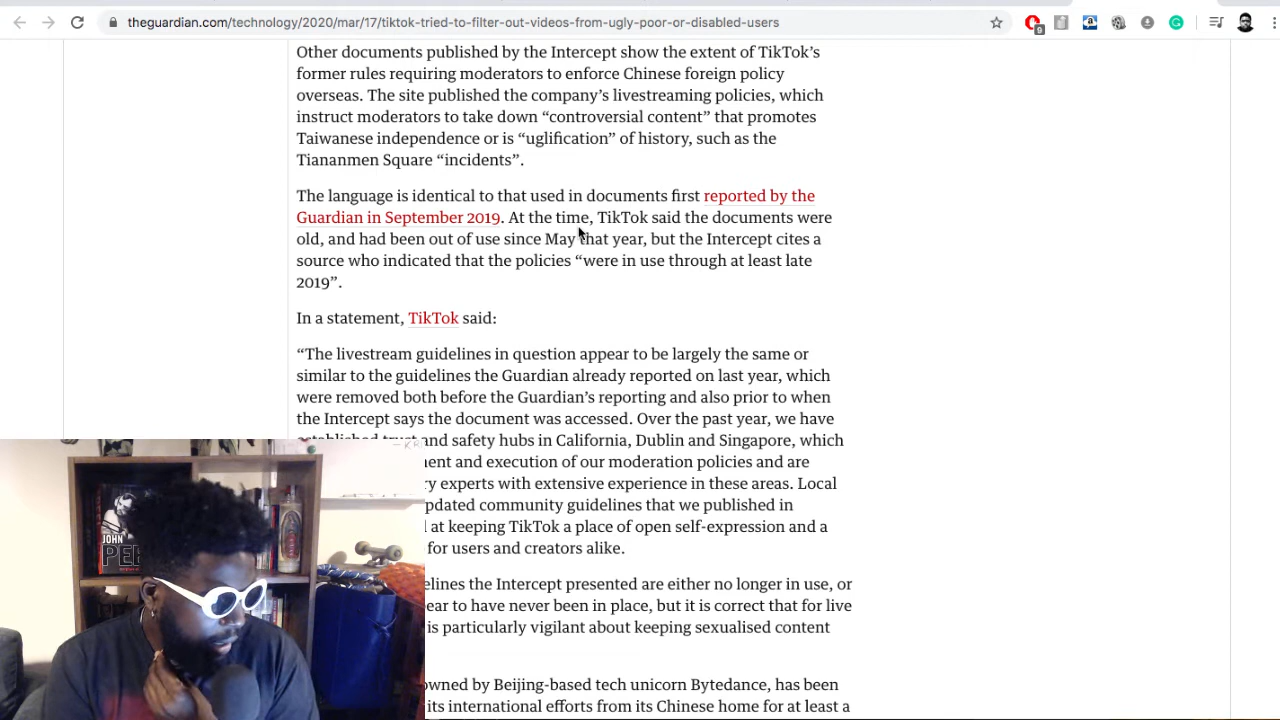 theguardian.com/technology/2020/mar/17/tiktok-tried-to-filter-out-videos-from-ugly-poor-or-disabled-users
9
Other documents published by the Intercept show the extent of TikTok's
former rules requiring moderators to enforce Chinese foreign policy
overseas. The site published the company's livestreaming policies, which
instruct moderators to take down “controversial content” that promotes
Taiwanese independence or is “uglification” of history, such as the
Tiananmen Square “incidents”.
The language is identical to that used in documents first reported by the
Guardian in September 2019. At the time, TikTok said the documents were
old, and had been out of use since May that year, but the Intercept cites a
source who indicated that the policies “were in use through at least late
2019”.
In a statement, TikTok said:
“The livestream guidelines in question appear to be largely the same or
similar to the guidelines the Guardian already reported on last year, which
were removed both before the Guardian's reporting and also prior to when
the Intercept says the document was accessed. Over the past year, we have
established trust and safety hubs in California, Dublin and Singapore, which
ent and execution of our moderation policies and are
ry experts with extensive experience in these areas. Local
pdated community guidelines that we published in
l at keeping TikTok a place of open self-expression and a
for users and creators alike.
elines the Intercept presented are either no longer in use, or
ear to have never been in place, but it is correct that for live
is particularly vigilant about keeping sexualised content
owned by Beijing-based tech unicorn Bytedance, has been
its international efforts from its Chinese home for at least a
JOHN